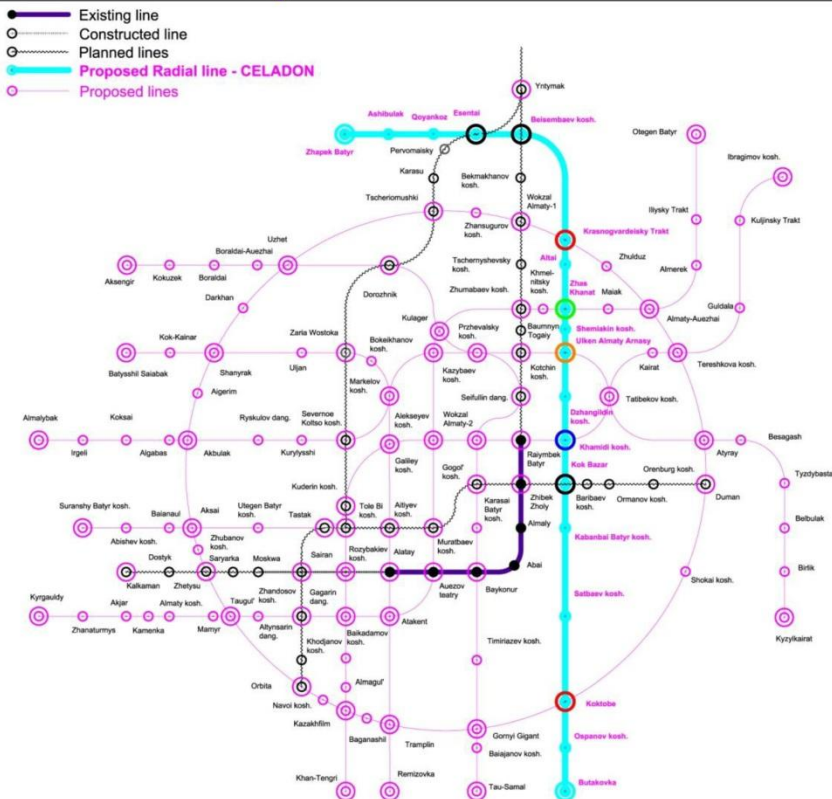 Existing line
Constructed line
Planned lines
Proposed Radial line - CELADON
Proposed lines
Yntymak
Ashibulak
Qoyankoz
Esentai
Beisembaev kosh.
Zhapek Batyr
Pervomaisky
Otegen Batyr
Ibragimov kosh.
Karasu
Bekmakhanov
kosh.
Tscheriomushki
Zhansugurov
kosh.
Wokzal
Almaty-1
Krasnogvardeisky Trakt
Iliysky Trakt
Kuljinsky Trakt
Uzhet
Boraldai-Auezhai
Aksengir
Kokuzek
Boraldai
Darkhan
Dorozhnik
Tschernyshevsky
kosh.
Altai
Khmel-
nitsky
kosh.
Zhulduz
Almerek
Zhas
Khanat
Maiak
Zhumabaev kosh.
Guldala
Almaty-Auezhai
Kulager
Przhevalsky
kosh.
Baumnyn
Togaiy
Shemiakin kosh.
Ulken Almaty Arnasy
Kok-Kainar
Zaria Wostoka
Bokeikhanov
kosh.
Batysshil Saiabak
Shanyrak
Uljan
Kazybaev
kosh.
Kotchin
kosh.
Kairat
Tereshkova kosh.
Aigerim
Markelov
kosh.
Seifullin dang.
Tatibekov kosh.
Almalybak
Koksai
Ryskulov dang.
Severnoe
Koltso kosh.
Alekseyev
kosh.
Wokzal
Almaty-2
Dzhangildin
kosh.
Irgeli
Algabas
Akbulak
Kurylysshi
Galiley
kosh.
Raiymbek
Batyr
Khamidi kosh.
Atyray
Besagash
Kok Bazar
Gogol'
kosh.
Orenburg kosh.
Tyzdybasta
Kuderin kosh.
Suranshy Batyr kosh.
Aksai
Utegen Batyr
kosh.
Tastak
Tole Bi
kosh.
Aitiyev
kosh.
Karasai
Batyr
kosh.
Zhibek
Zholy
Baribaev
kosh.
Ormanov kosh.
Duman
Abishev kosh.
Baianaul
Zhubanov
kosh.
Muratbaev
kosh.
Almaly
Kabanbai Batyr kosh.
Belbulak
Dostyk
Saryarka
Moskwa
Sairan
Rozybakiev
kosh.
Alatay
Abai
Kalkaman
Zhetysu
Zhandosov
kosh.
Gagarin
dang.
Auezov
teatry
Baykonur
Shokai kosh.
Birlik
Kyrgauldy
Akjar
Almaty kosh.
Taugul'
Satbaev kosh.
Zhanaturmys
Kamenka
Mamyr
Altynsarin
dang.
Khodjanov
kosh.
Baikadamov
kosh.
Atakent
Kyzylkairat
Timiriazev kosh.
Orbita
Almagul'
Navoi kosh.
Kazakhfilm
Koktobe
Baganashil
Tramplin
Gornyi Gigant
Ospanov kosh.
Baiajanov kosh.
Khan-Tengri
Remizovka
Tau-Samal
Butakovka